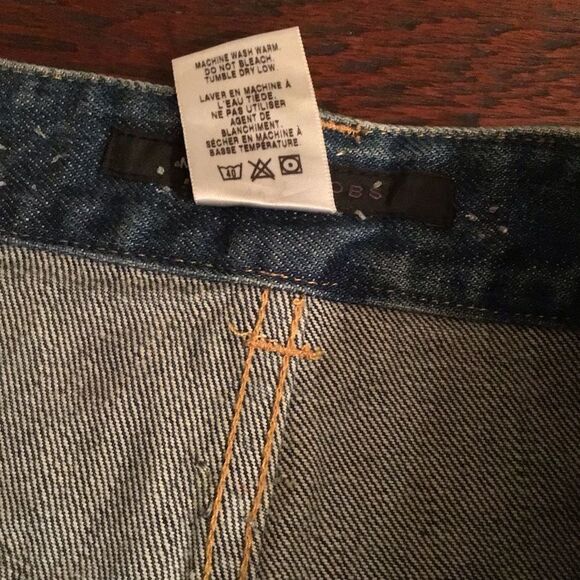 MACHINE WASH WARM.
DO NOT BLEACH.
TUMBLE DRY LOW.
LAVER EN MACHINE À
L'EAU TIÈDE.
NE PAS UTILISER
AGENT DE
BLANCHIMENT.
SÉCHER EN MACHINE À
BASSE TEMPÉRATURE.
40
OBS